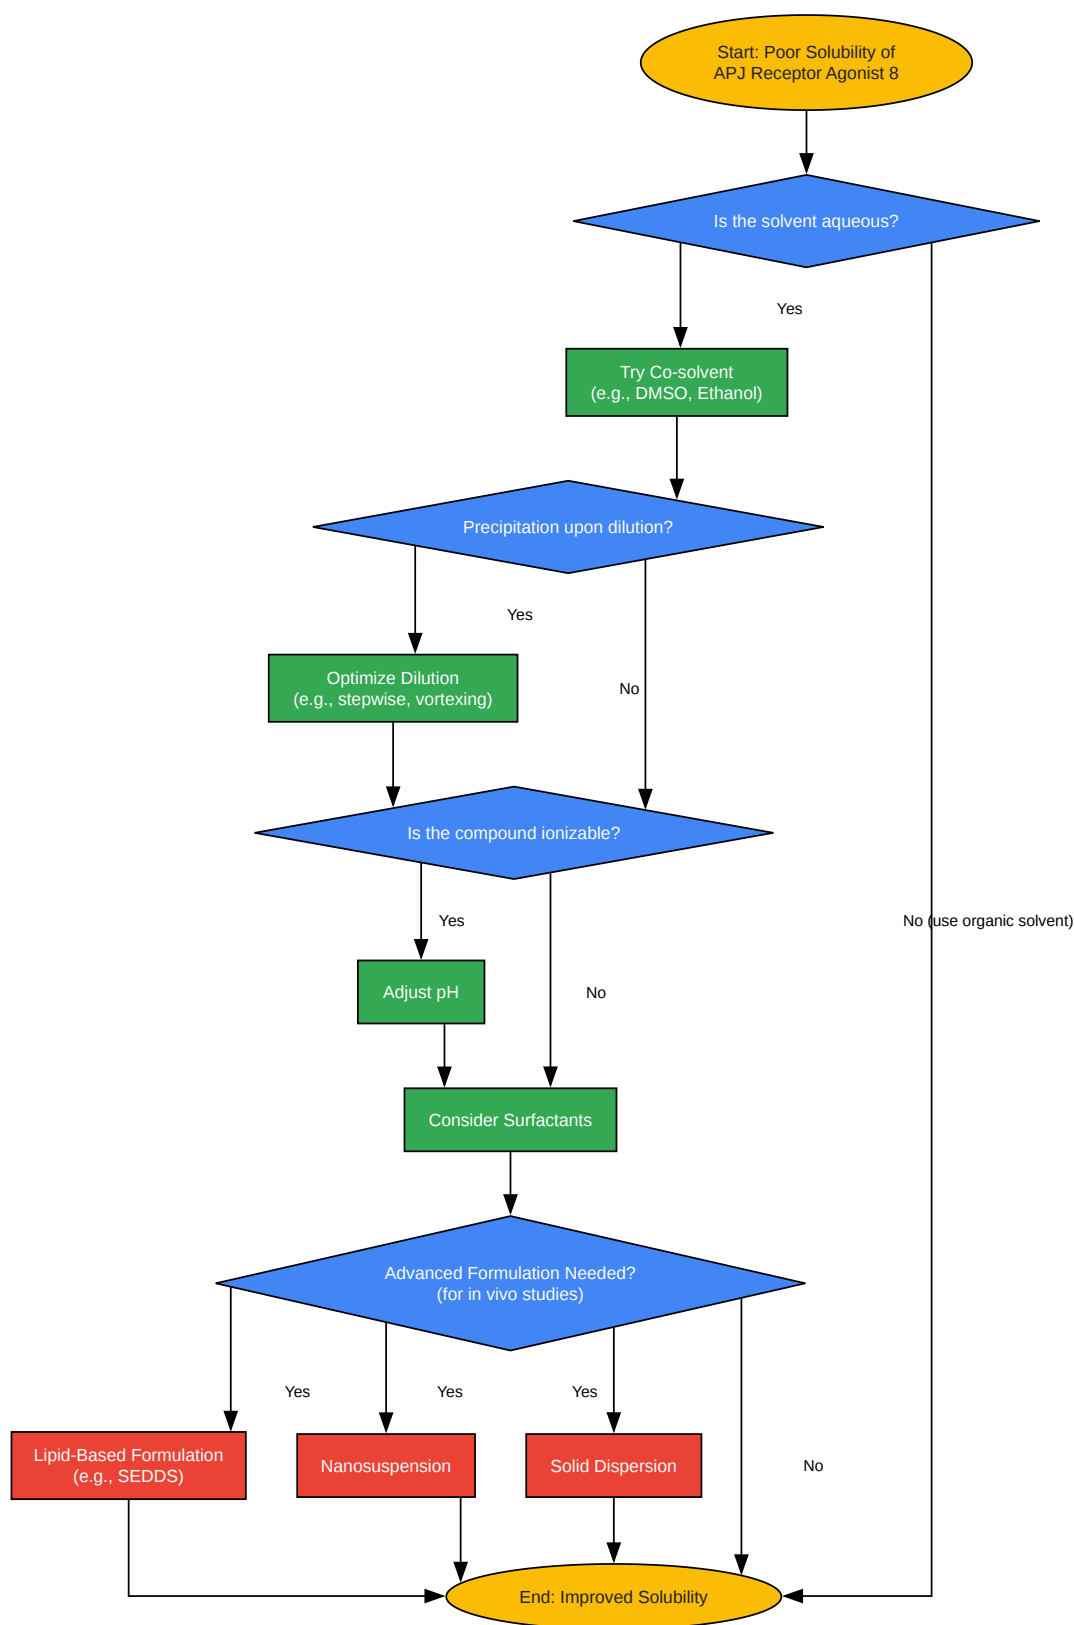 Start: Poor Solubility of
APJ Receptor Agonist 8
Is the solvent aqueous?
Yes
Try Co-solvent
(e.g., DMSO, Ethanol)
Precipitation upon dilution?
Yes
Optimize Dilution
(e.g., stepwise, vortexing)
No
Is the compound ionizable?
Yes
No (use organic solvent)
Adjust pH
No
Consider Surfactants
Advanced Formulation Needed?
(for in vivo studies)
Yes
Yes
Yes
Lipid-Based Formulation
(e.g., SEDDS)
Nanosuspension
Solid Dispersion
No
End: Improved Solubility